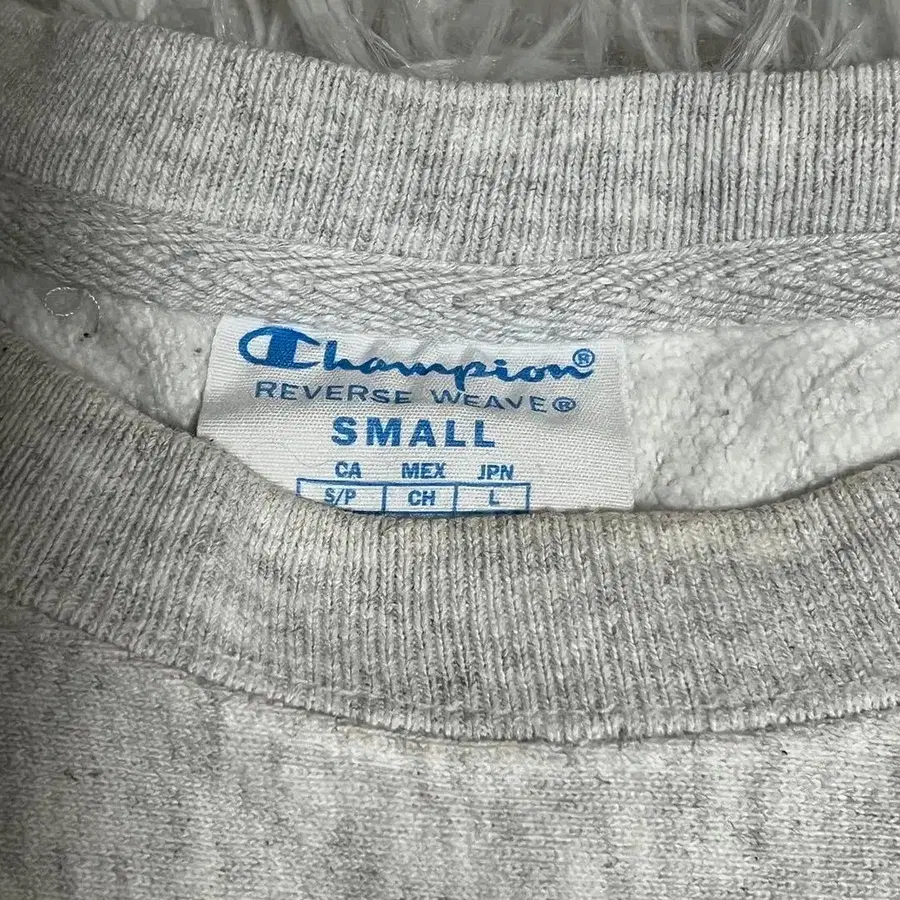 Champion®
REVERSE WEAVE®
SMALL
CA MEX JPN
S/P CH L